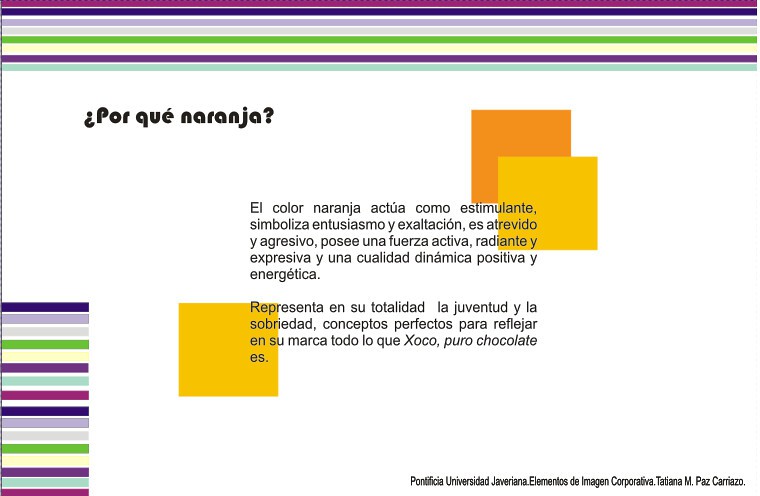 ¿Por qué naranja?
El color naranja actúa como estimulante,
simboliza entusiasmo y exaltación, es atrevido
y agresivo, posee una fuerza activa, radiante y
expresiva y una cualidad dinámica positiva y
energética.
Representa en su totalidad la juventud y la
sobriedad, conceptos perfectos para reflejar
en su marca todo lo que Xoco, puro chocolate
es.
Pontificia Universidad Javeriana.Elementos de Imagen Corporativa.Tatiana M. Paz Carriazo.